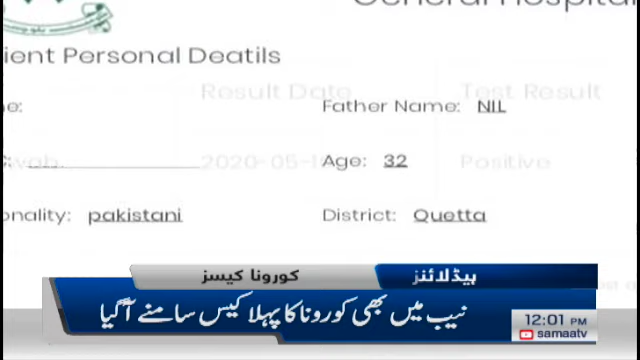 General Hospital
ient Personal Deatils
Result Date Test Result
e: Father Name: NIL
2020-05-1 Positive
Age: 32
onality: pakistani District: Quetta
کورونا کیسز ہیڈلائنز
نیب میں بھی کورونا کا پہلا کیس سامنے آگیا
12:01 PM
samaatv